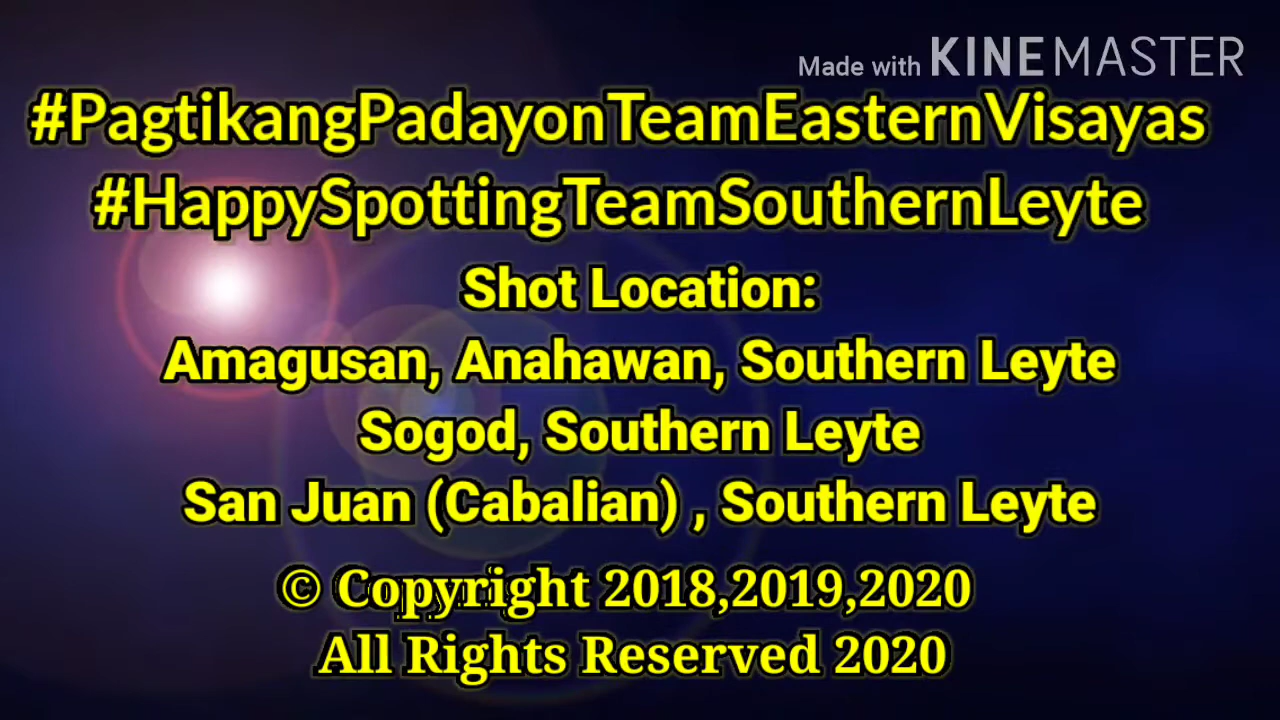 Made with KINEMASTER
#PagtikangPadayonTeamEasternVisayas
#HappySpottingTeamSouthernLeyte
Shot Location:
Amagusan, Anahawan, Southern Leyte
Sogod, Southern Leyte
San Juan (Cabalian) , Southern Leyte
© Copyright 2018,2019,2020
All Rights Reserved 2020